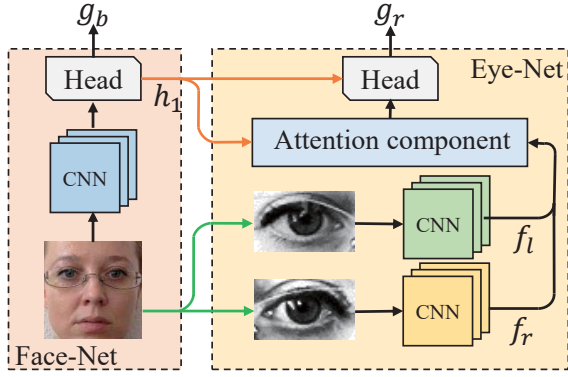 g_b
g_r
Head
Head
Eye-Net
h_1
Attention component
CNN
CNN
f_l
CNN
f_r
Face-Net